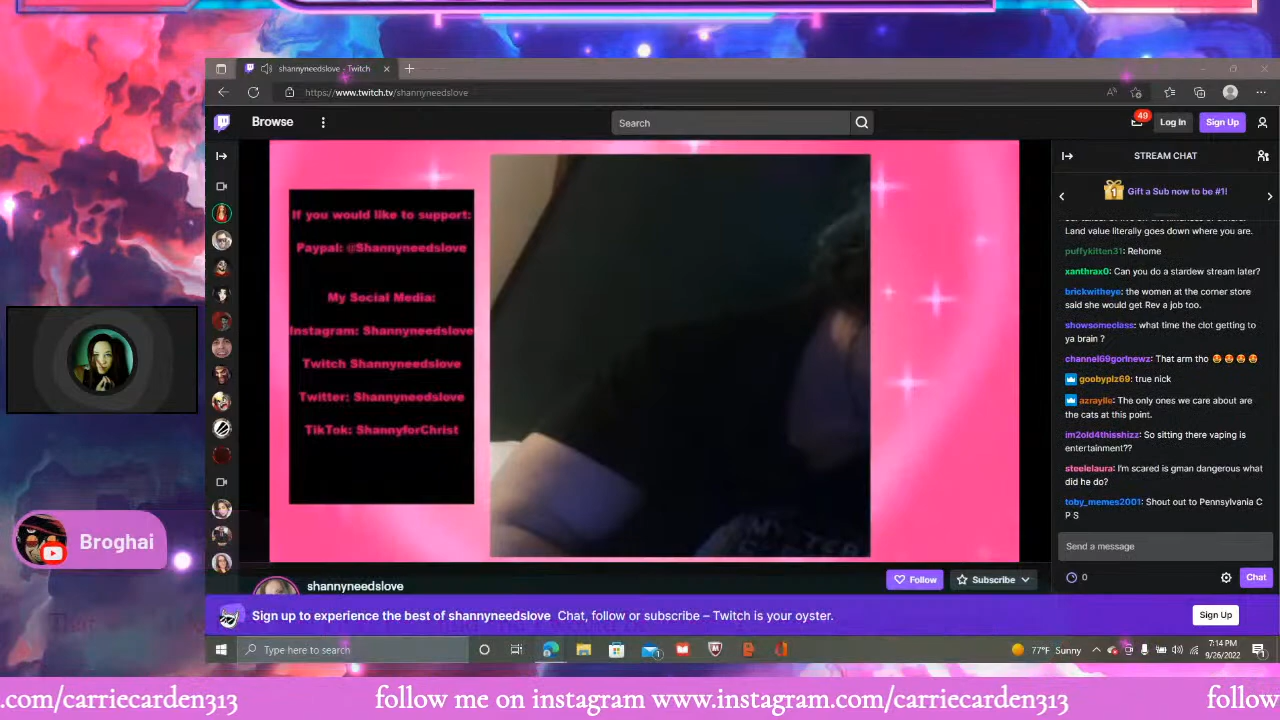 shannyneedslove - Twitch
https://www.twitch.tv/shannyneedslove
Browse
Search
49
Log In
Sign Up
STREAM CHAT
1
Gift a Sub now to be #1!
Land value literally goes down where you are.
puffykitten31: Rehome
xanthrax0: Can you do a stardew stream later?
brickwitheye: the women at the corner store
said she would get Rev a job too.
showsomeclass: what time the clot getting to
ya brain ?
channel69gorlnewz: That arm tho 😍 😍 😍 😍
goobyplz69: true nick
azraylle: The only ones we care about are
the cats at this point.
im2old4thisshizz: So sitting there vaping is
entertainment??
steelelaura: I'm scared is gman dangerous what
did he do?
toby_memes2001: Shout out to Pennsylvania C
P S
Send a message
0
Chat
If you would like to support:
Paypal: @Shannyneedslove
My Social Media:
Instagram: Shannyneedslove
Twitch Shannyneedslove
Twitter: Shannyneedslove
TikTok: ShannyforChrist
Broghai
shannyneedslove
Follow
Subscribe
Sign up to experience the best of shannyneedslove Chat, follow or subscribe – Twitch is your oyster.
Sign Up
Type here to search
77°F Sunny
7:14 PM
9/26/2022
.com/carriecarden313 follow me on instagram www.instagram.com/carriecarden313 follow